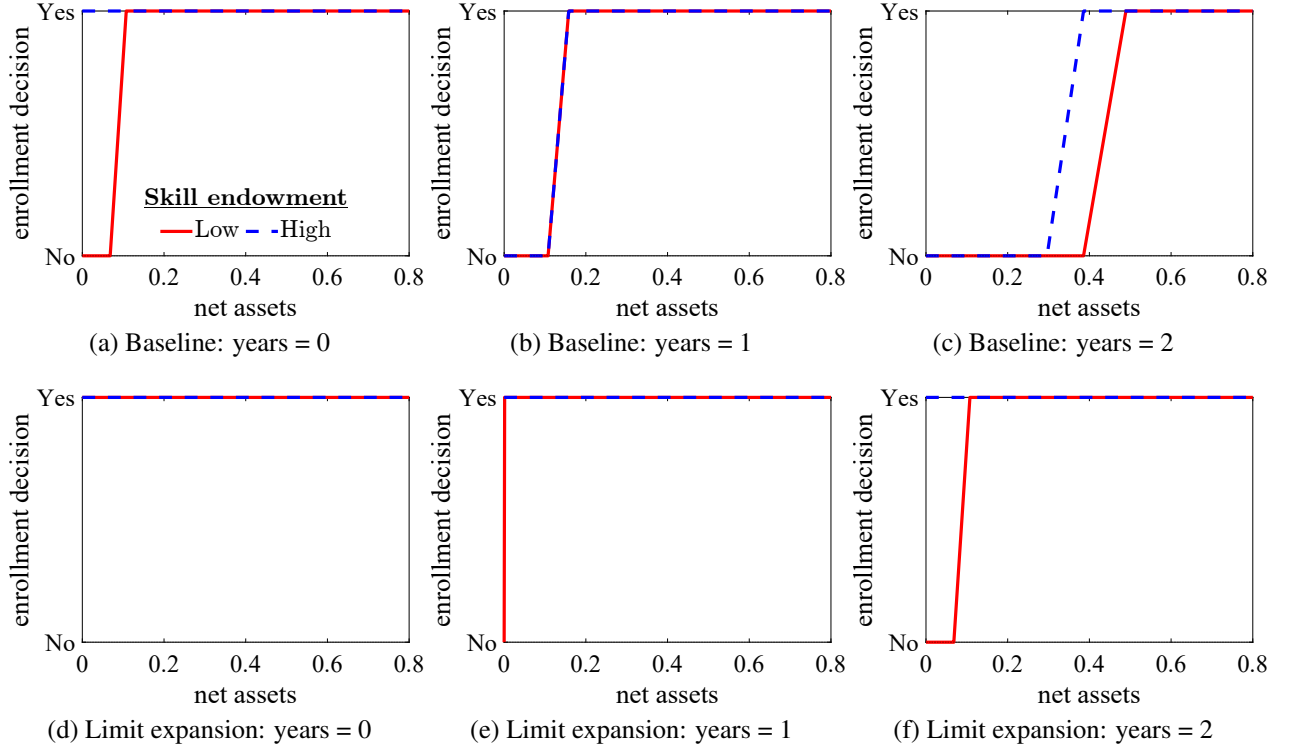 Yes
enrollment decision
No
Skill endowment
Low High
0 0.2 0.4 0.6 0.8
net assets
(a) Baseline: years = 0
Yes
enrollment decision
No
0 0.2 0.4 0.6 0.8
net assets
(b) Baseline: years = 1
Yes
enrollment decision
No
0 0.2 0.4 0.6 0.8
net assets
(c) Baseline: years = 2
Yes
enrollment decision
No
0 0.2 0.4 0.6 0.8
net assets
(d) Limit expansion: years = 0
Yes
enrollment decision
No
0 0.2 0.4 0.6 0.8
net assets
(e) Limit expansion: years = 1
Yes
enrollment decision
No
0 0.2 0.4 0.6 0.8
net assets
(f) Limit expansion: years = 2